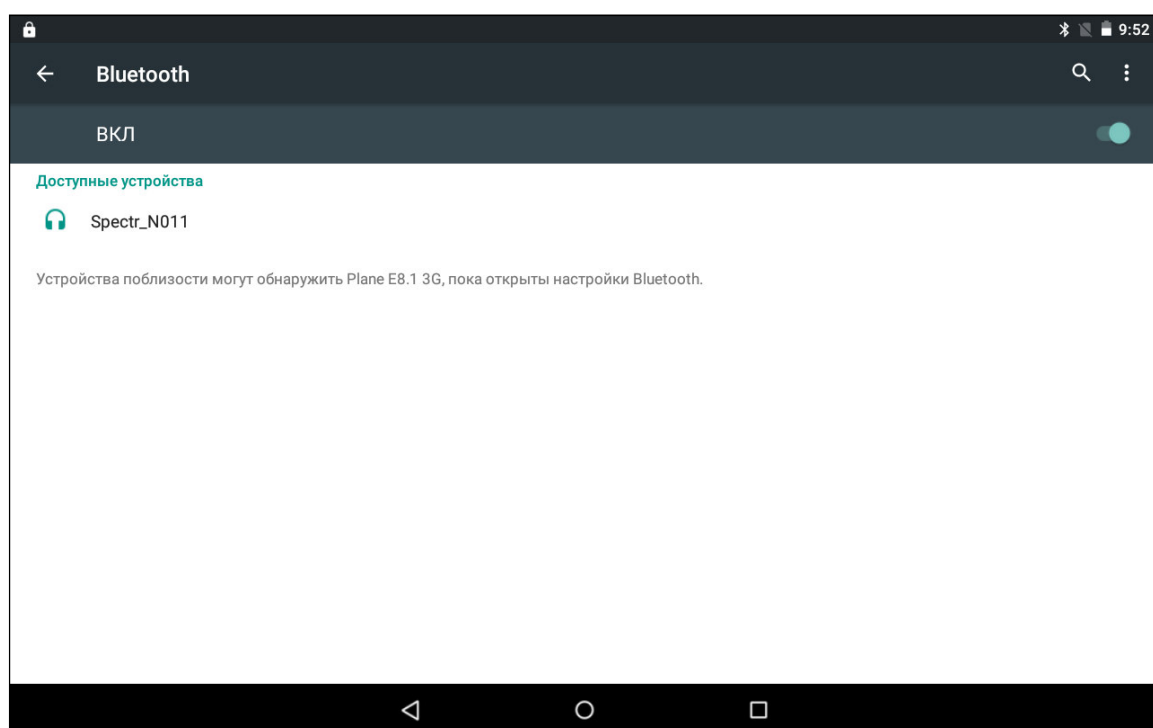 9:52
Bluetooth
ВКЛ
Доступные устройства
Spectr_N011
Устройства поблизости могут обнаружить Plane E8.1 3G, пока открыты настройки Bluetooth.